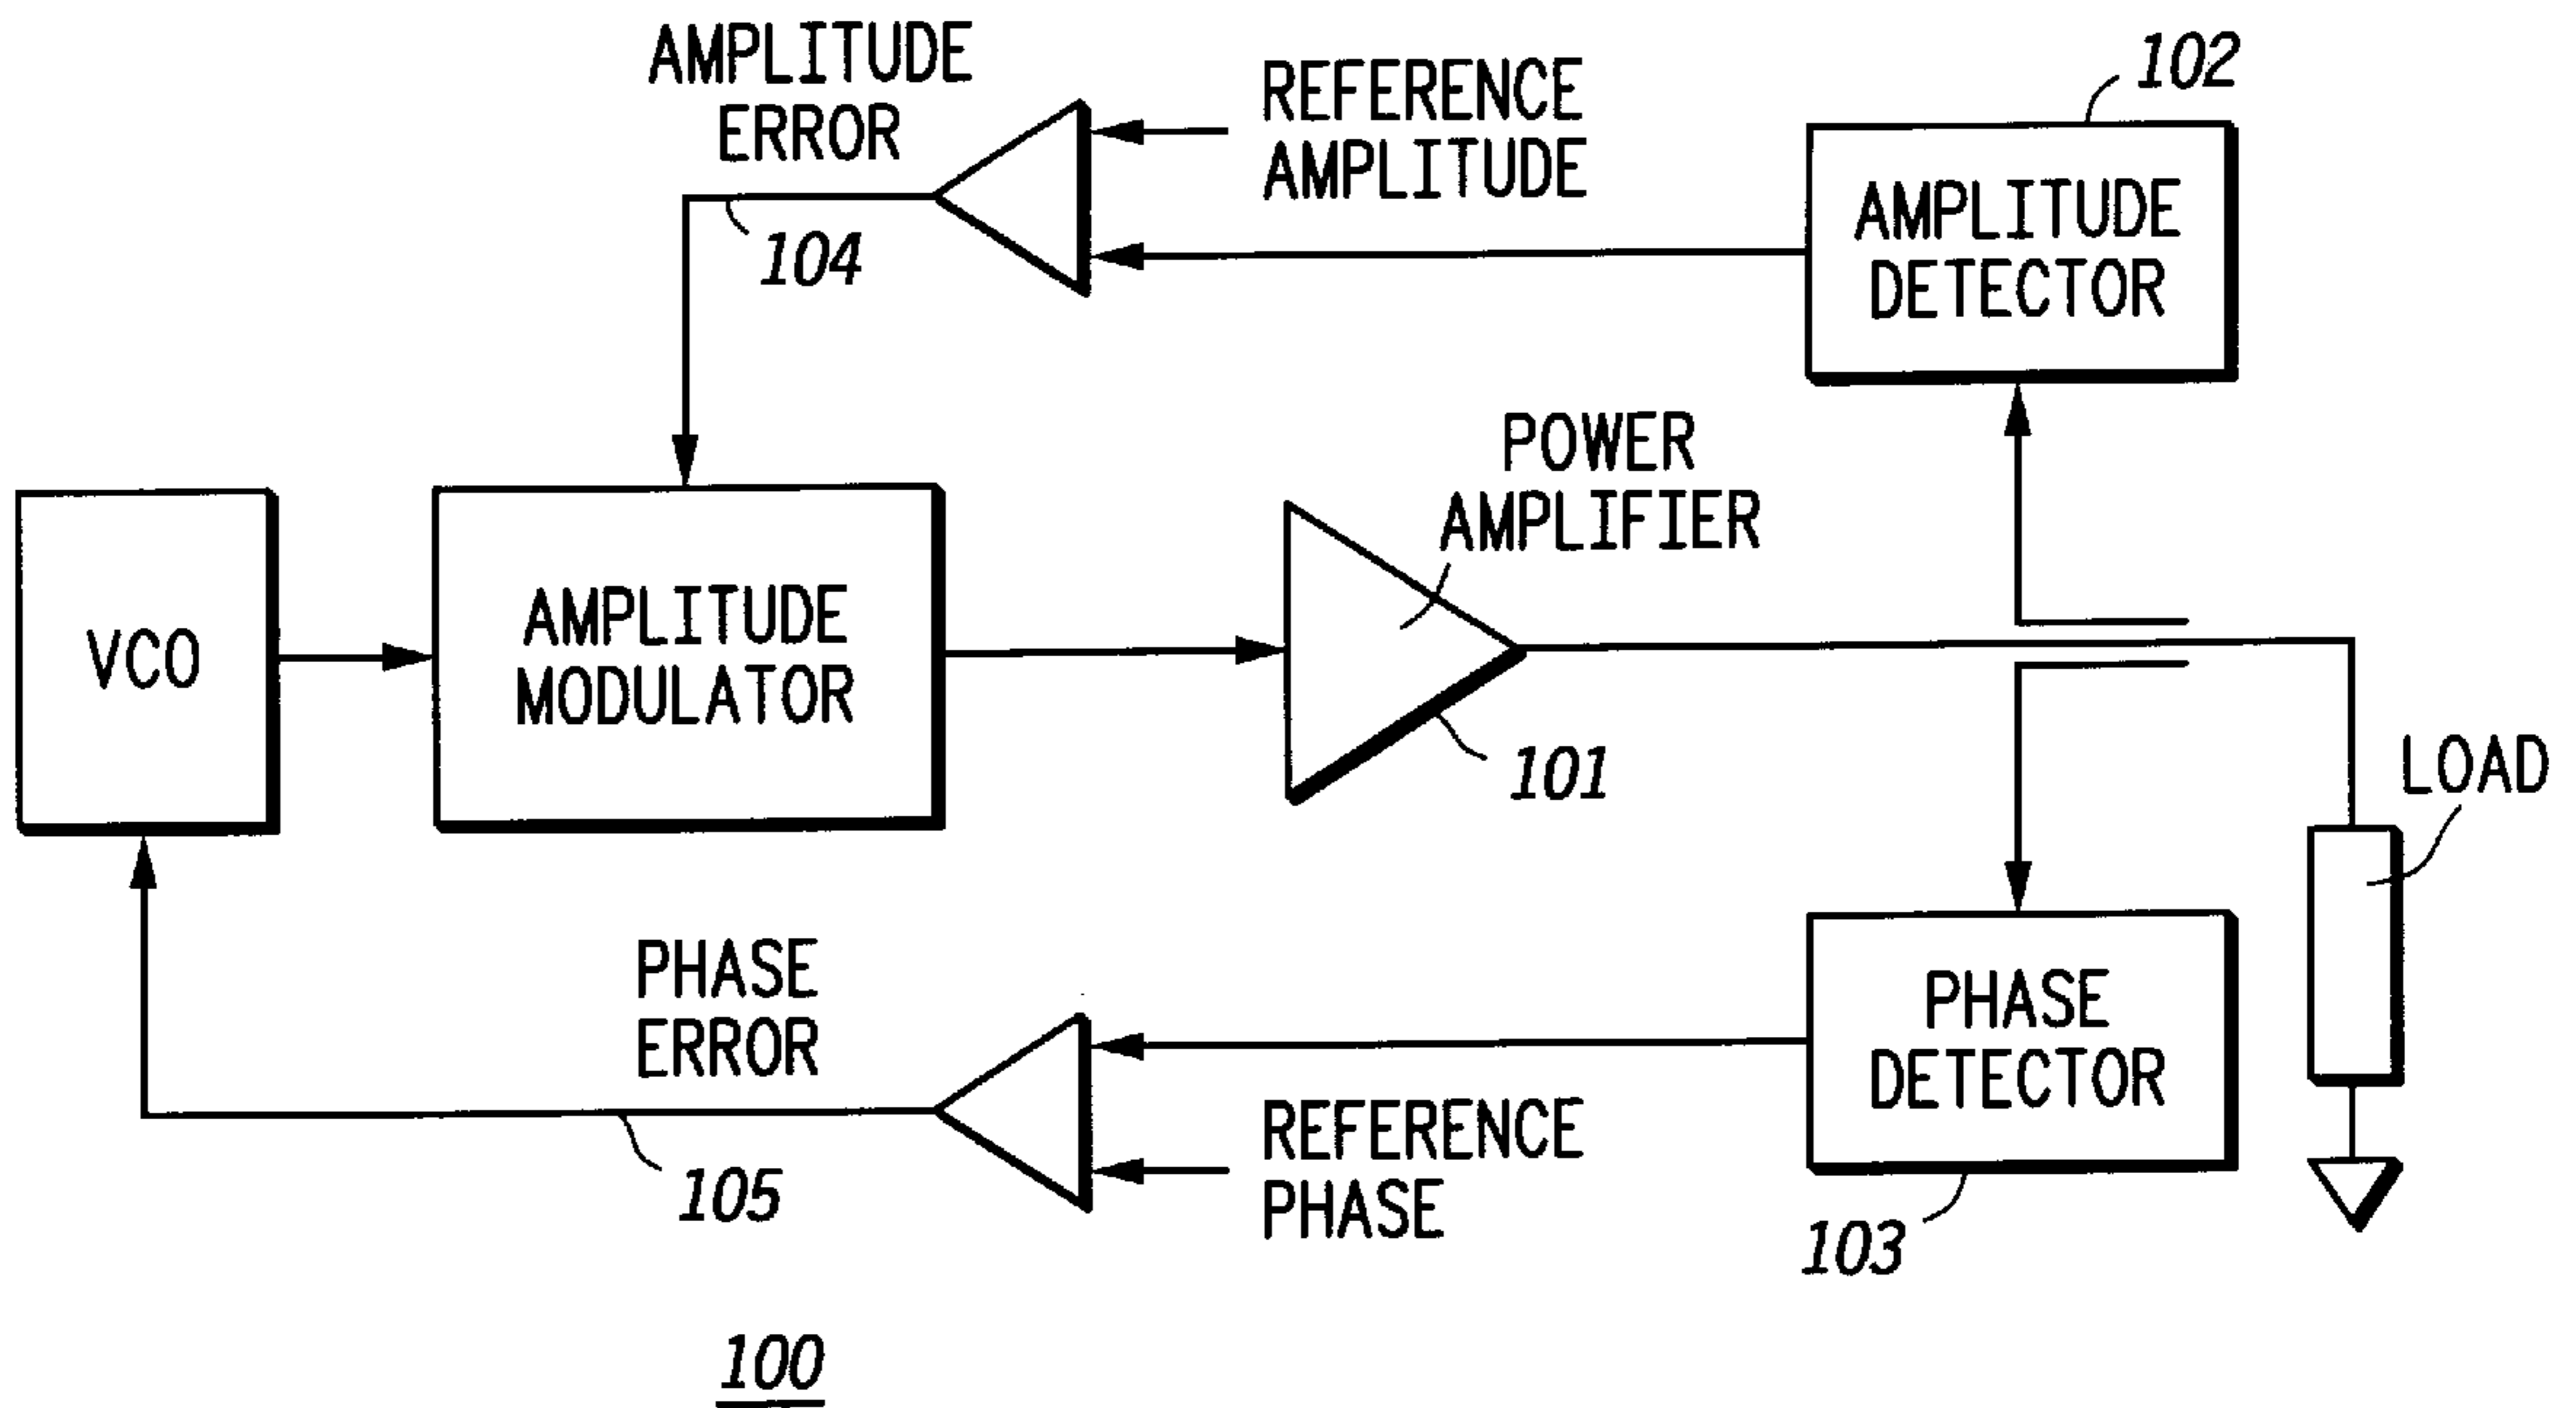 AMPLITUDE
ERROR
REFERENCE
AMPLITUDE
102
104
AMPLITUDE
DETECTOR
POWER
AMPLIFIER
VCO
AMPLITUDE
MODULATOR
101
LOAD
PHASE
ERROR
PHASE
DETECTOR
105
REFERENCE
PHASE
103
100